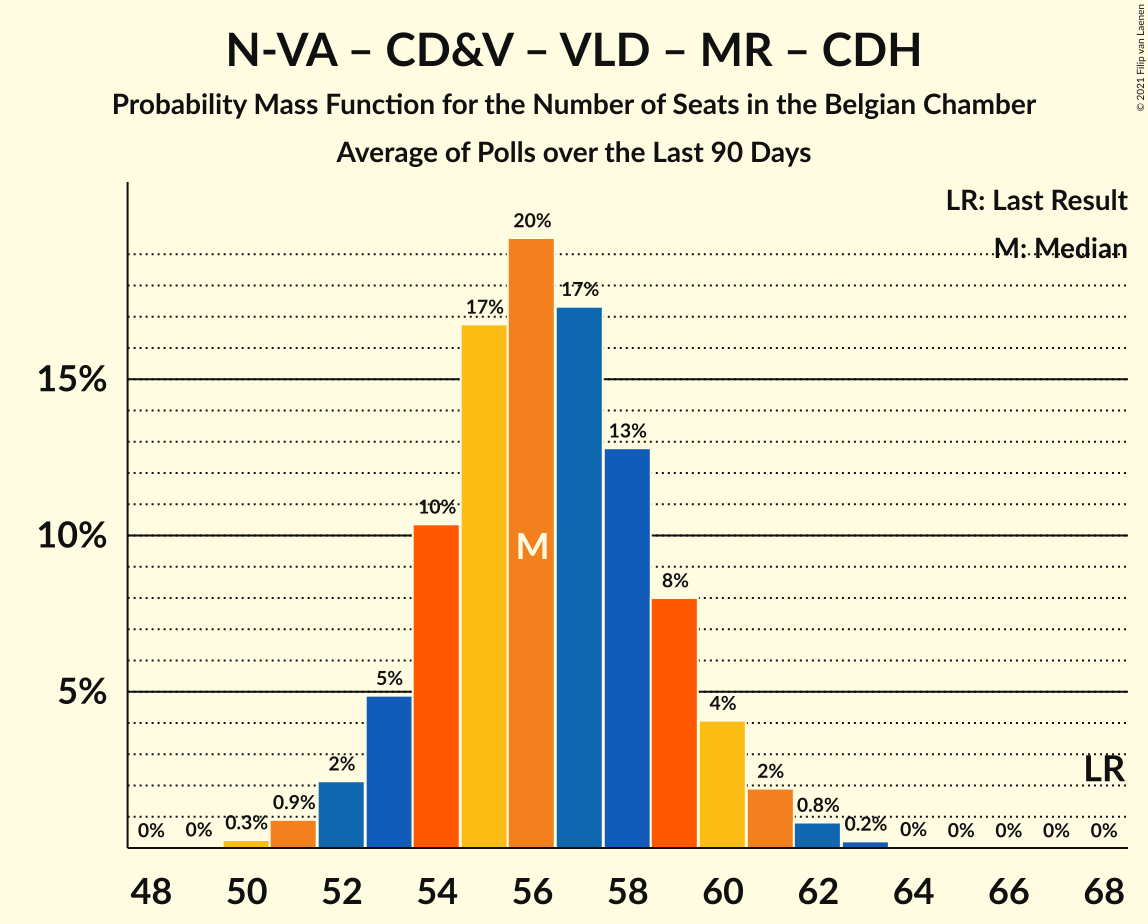 © 2021 Filip van Laenen
N-VA – CD&V – VLD – MR – CDH
Probability Mass Function for the Number of Seats in the Belgian Chamber
Average of Polls over the Last 90 Days
LR: Last Result
M: Median
20%
17%
17%
15%
13%
10%
10%
M
8%
5%
5%
4%
LR
2%
2%
0.9%
0.8%
0% 0% 0.3% 0.2% 0% 0% 0% 0% 0%
48 50 52 54 56 58 60 62 64 66 68